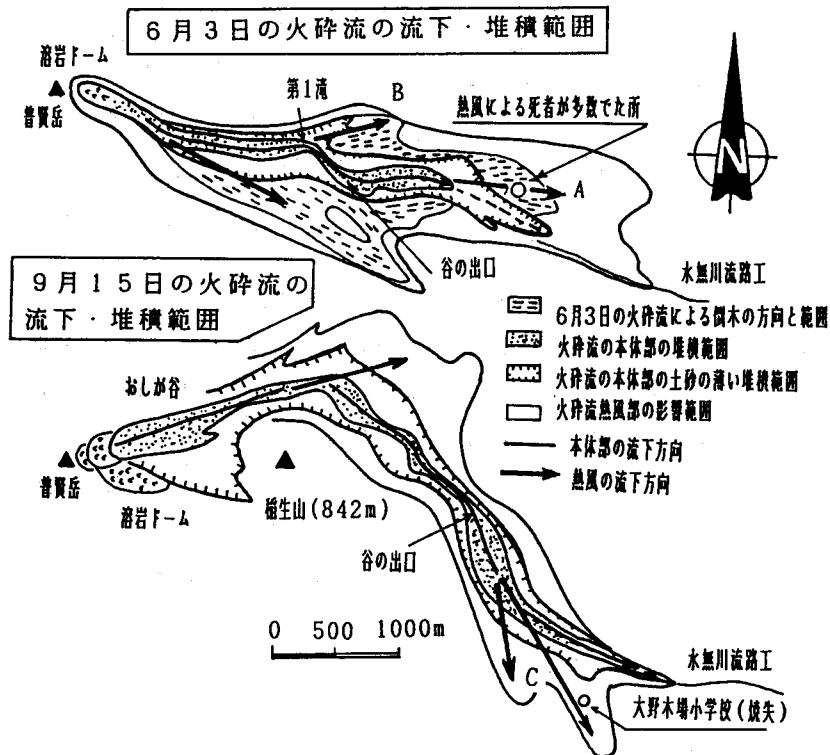 6月3日の火砕流の流下・堆積範囲
溶岩ドーム
普賢岳
第1滝
B
熱風による死者が多数でた所
N
A
谷の出口
水無川流路工
9月15日の火砕流の
流下・堆積範囲
6月3日の火砕流による倒木の方向と範囲
火砕流の本体部の堆積範囲
火砕流の本体部の土砂の薄い堆積範囲
火砕流熱風部の影響範囲
本体部の流下方向
熱風の流下方向
おしが谷
普賢岳
溶岩ドーム
稲生山(842m)
谷の出口
0 500 1000m
C
水無川流路工
大野木場小学校(焼失)